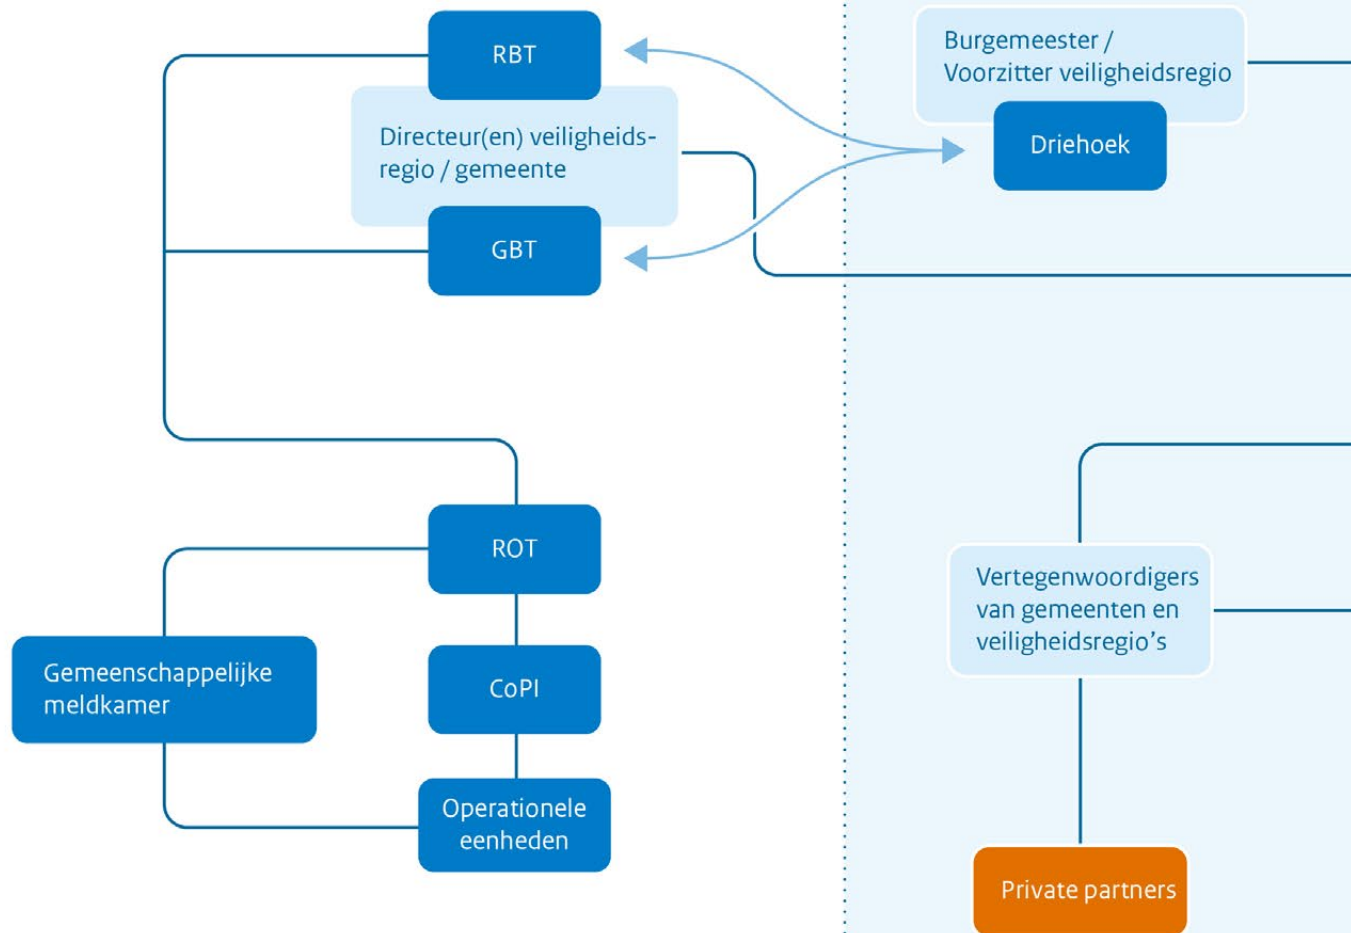 RBT
Directeur(en) veiligheids-
regio / gemeente
GBT
ROT
Gemeenschappelijke
meldkamer
CoPI
Operationele
eenheden
Burgemeester /
Voorzitter veiligheidsregio
Driehoek
Vertegenwoordigers
van gemeenten en
veiligheidsregio’s
Private partners